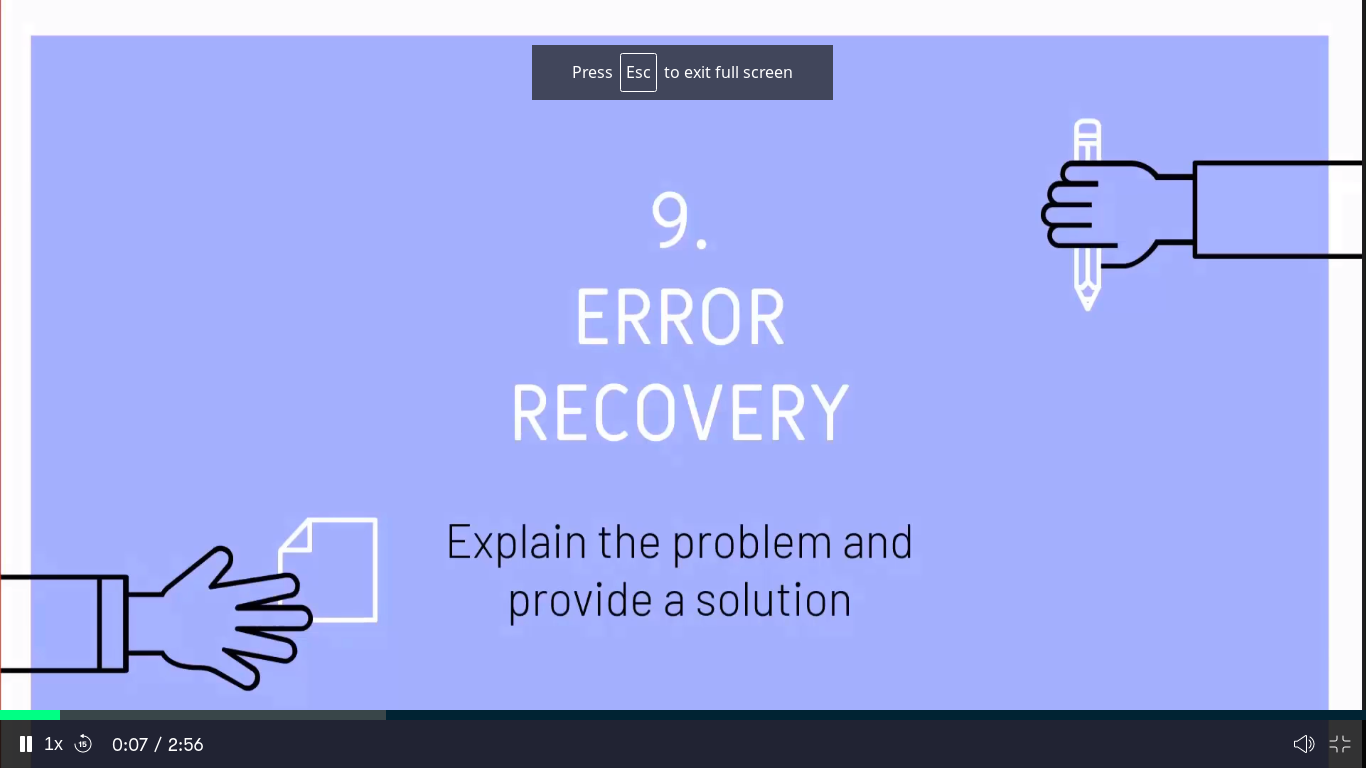 Press Esc to exit full screen
9.
ERROR
RECOVERY
Explain the problem and
provide a solution
1x 15 0:07 / 2:56